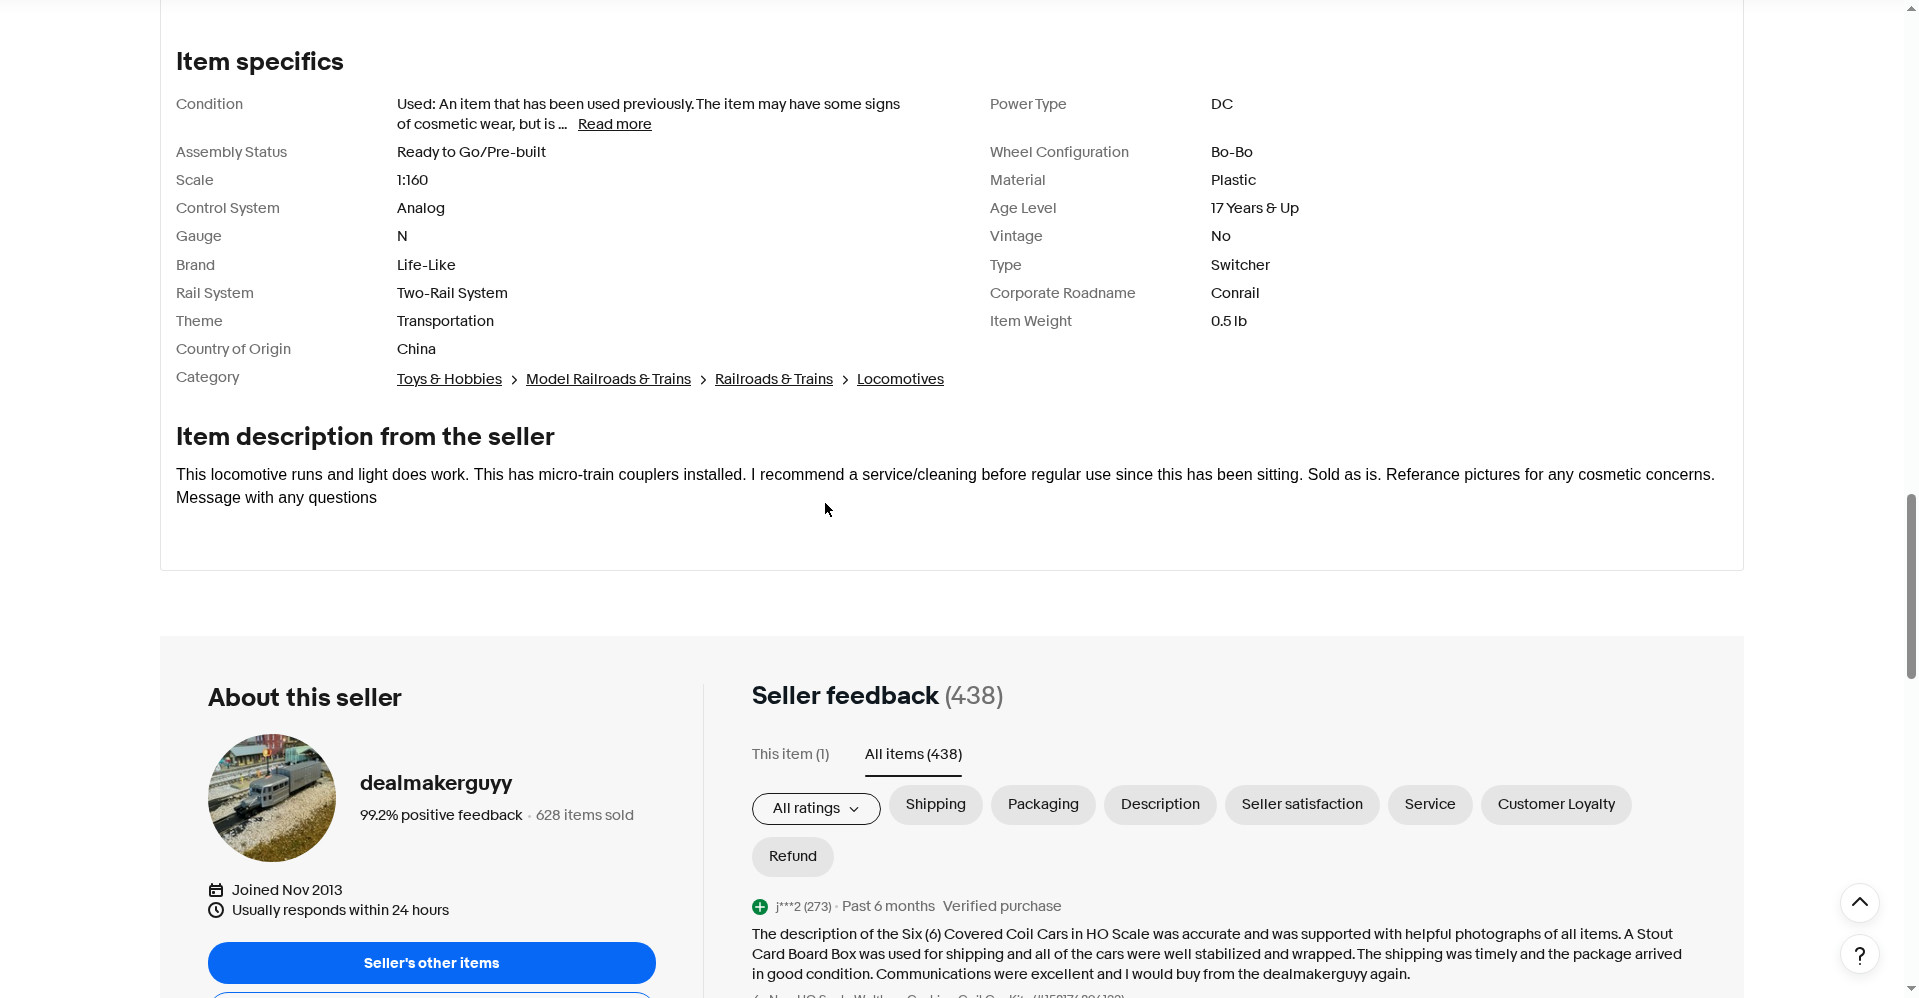 Item specifics
Condition
Used: An item that has been used previously. The item may have some signs
of cosmetic wear, but is ... Read more
Power Type
DC
Assembly Status
Ready to Go/Pre-built
Wheel Configuration
Bo-Bo
Scale
1:160
Material
Plastic
Control System
Analog
Age Level
17 Years & Up
Gauge
N
Vintage
No
Brand
Life-Like
Type
Switcher
Rail System
Two-Rail System
Corporate Roadname
Conrail
Theme
Transportation
Item Weight
0.5 lb
Country of Origin
China
Category
Toys & Hobbies > Model Railroads & Trains > Railroads & Trains > Locomotives
Item description from the seller
This locomotive runs and light does work. This has micro-train couplers installed. I recommend a service/cleaning before regular use since this has been sitting. Sold as is. Referance pictures for any cosmetic concerns.
Message with any questions
About this seller
dealmakerguyy
99.2% positive feedback · 628 items sold
Joined Nov 2013
Usually responds within 24 hours
Seller's other items
Seller feedback (438)
This item (1)
All items (438)
All ratings
Shipping
Packaging
Description
Seller satisfaction
Service
Customer Loyalty
Refund
j***2 (273) · Past 6 months
Verified purchase
The description of the Six (6) Covered Coil Cars in HO Scale was accurate and was supported with helpful photographs of all items. A Stout
Card Board Box was used for shipping and all of the cars were well stabilized and wrapped. The shipping was timely and the package arrived
in good condition. Communications were excellent and I would buy from the dealmakerguyy again.
?